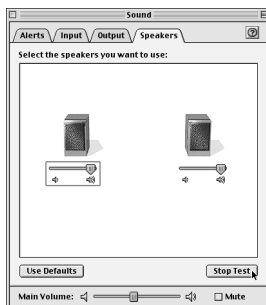 Sound
Alerts Input Output Speakers ?
Select the speakers you want to use:
Use Defaults Stop Test
Main Volume: Mute